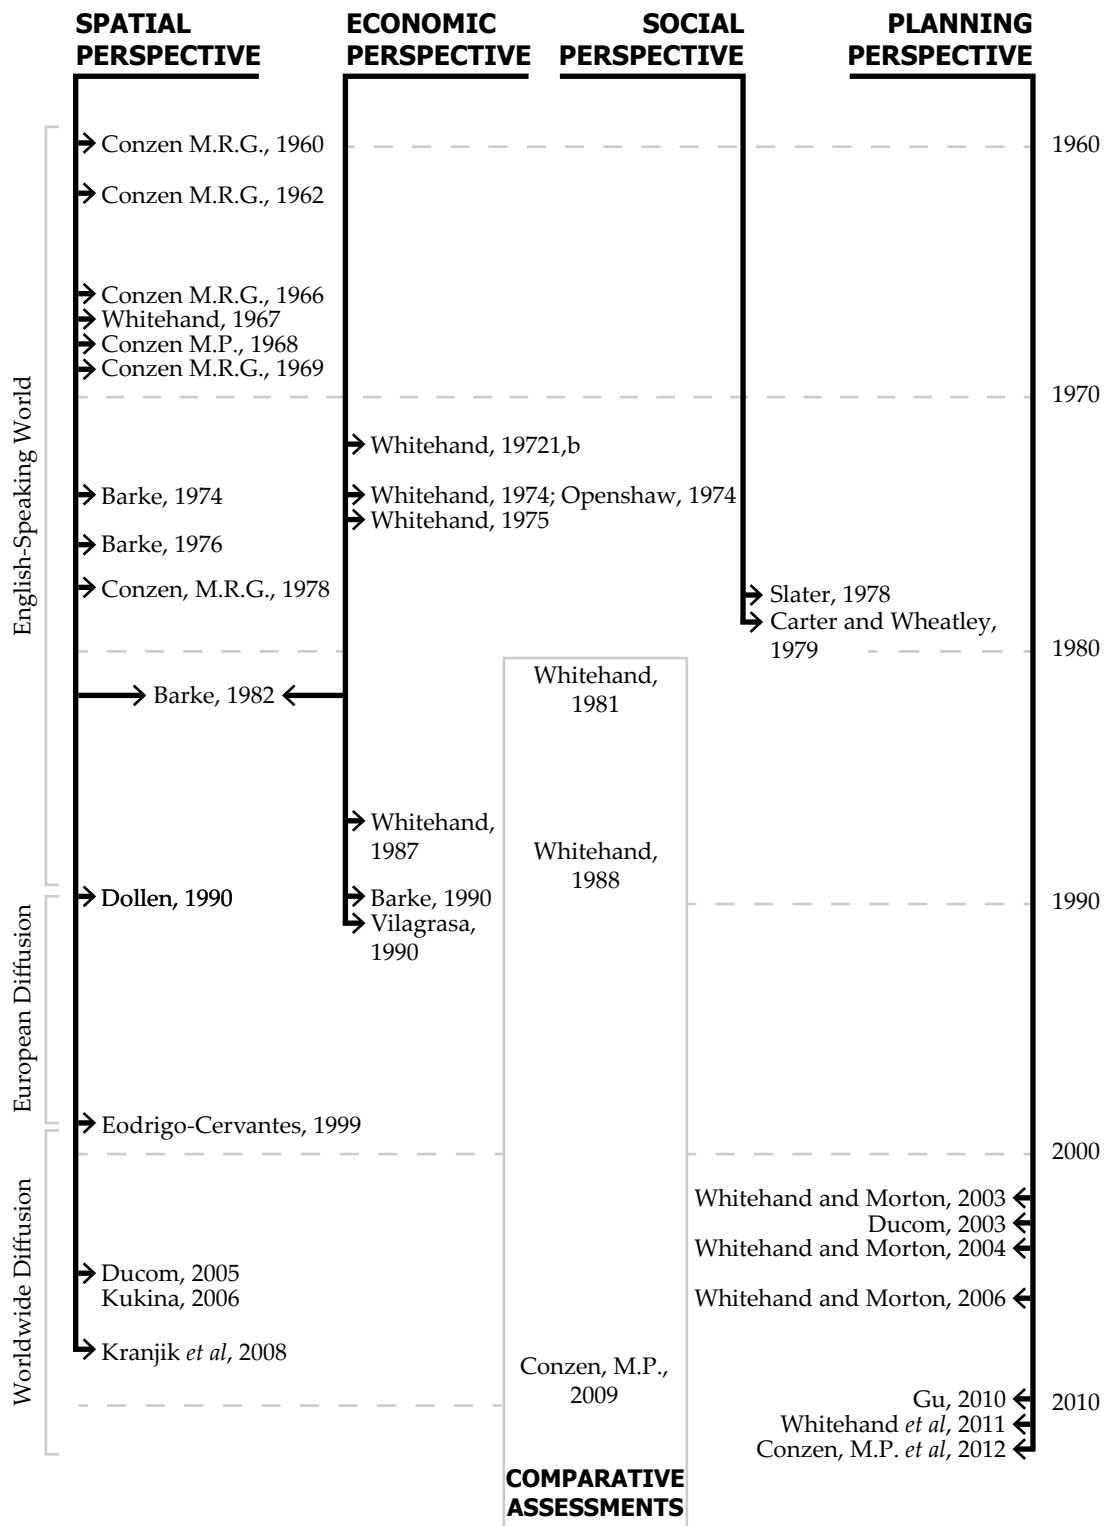 SPATIAL
PERSPECTIVE
ECONOMIC
PERSPECTIVE
SOCIAL
PERSPECTIVE
PLANNING
PERSPECTIVE
English-Speaking World
European Diffusion
Worldwide Diffusion
Conzen M.R.G., 1960
Conzen M.R.G., 1962
Conzen M.R.G., 1966
Whitehand, 1967
Conzen M.P., 1968
Conzen M.R.G., 1969
Barke, 1974
Barke, 1976
Conzen, M.R.G., 1978
Barke, 1982
Dollen, 1990
Eodrigo-Cervantes, 1999
Ducom, 2005
Kukina, 2006
Kranjik et al, 2008
Whitehand, 19721,b
Whitehand, 1974; Openshaw, 1974
Whitehand, 1975
Whitehand,
1987
Barke, 1990
Vilagrasa,
1990
Whitehand,
1981
Whitehand,
1988
Conzen, M.P.,
2009
COMPARATIVE
ASSESSMENTS
Slater, 1978
Carter and Wheatley,
1979
Whitehand and Morton, 2003
Ducom, 2003
Whitehand and Morton, 2004
Whitehand and Morton, 2006
Gu, 2010
Whitehand et al, 2011
Conzen, M.P. et al, 2012
1960
1970
1980
1990
2000
2010